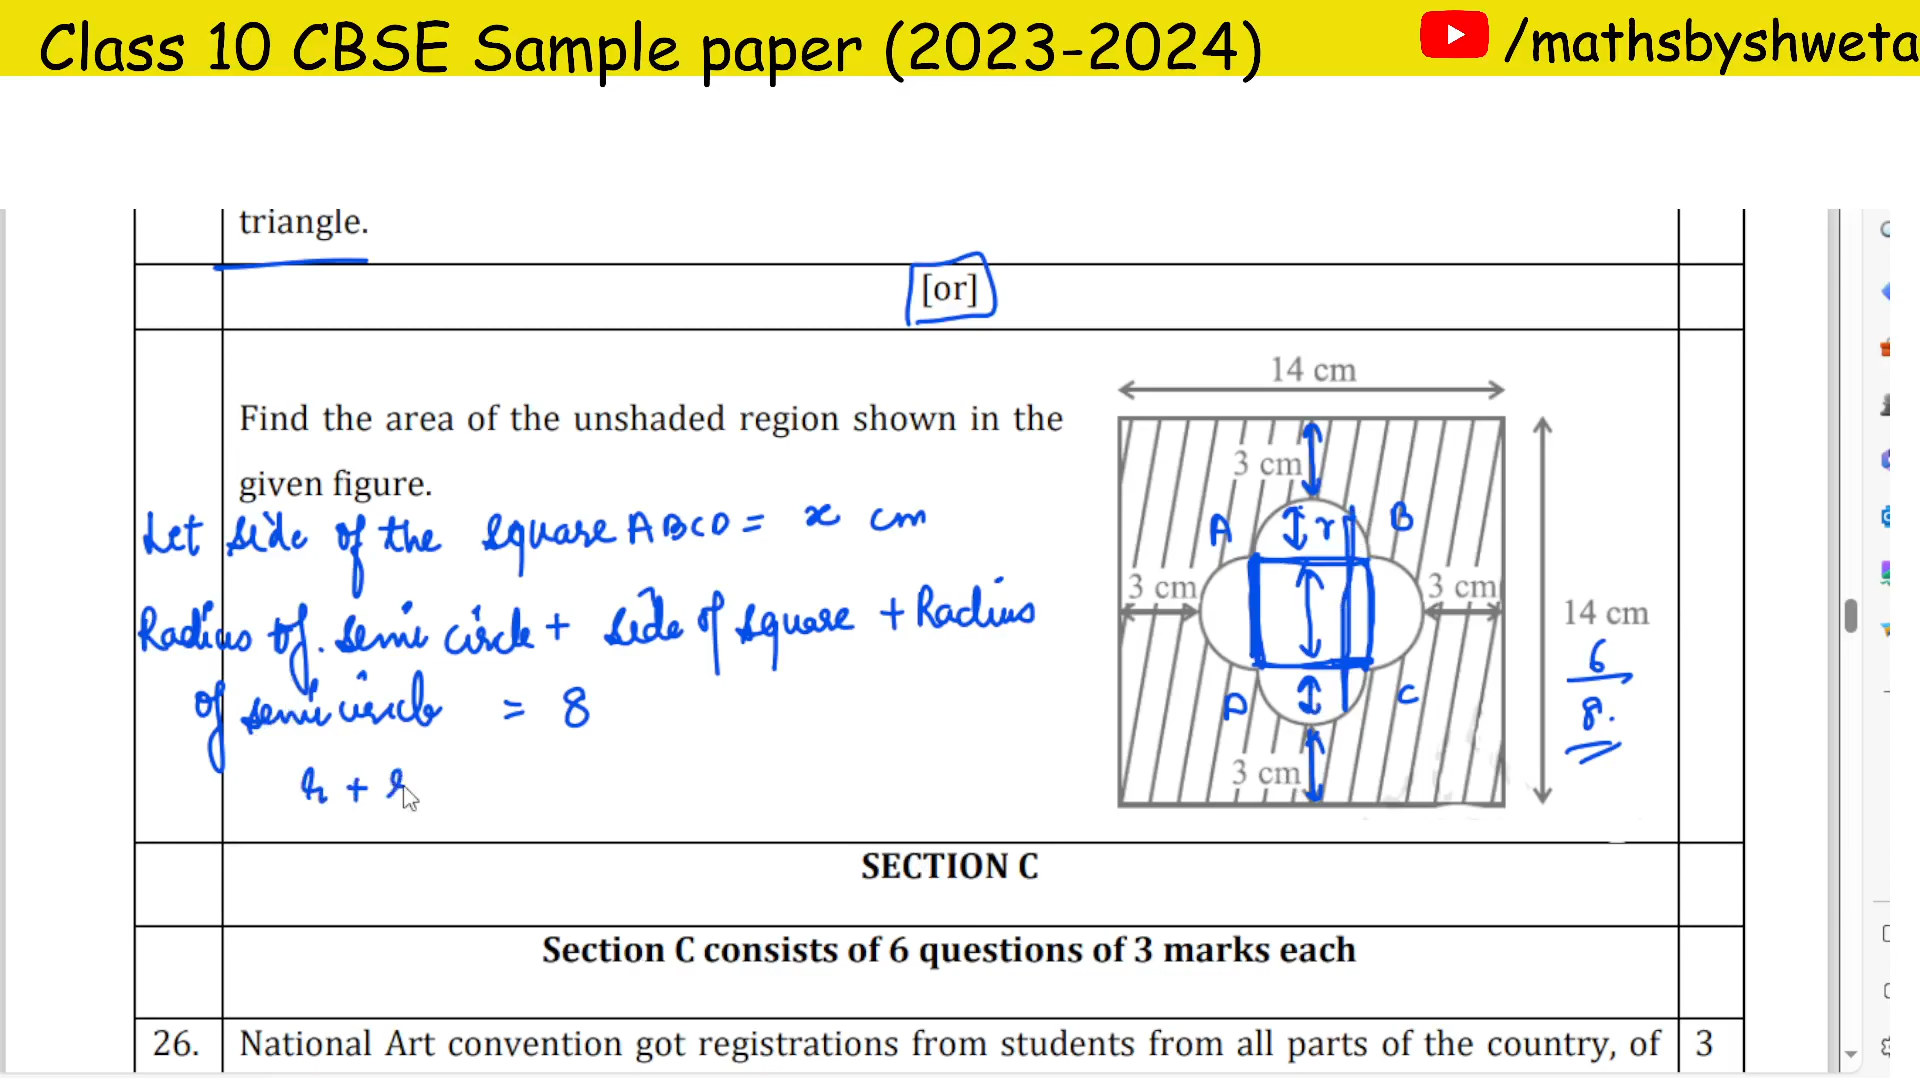 Class 10 CBSE Sample paper (2023-2024)
/mathsbyshweta
triangle.
[or]
14 cm
Find the area of the unshaded region shown in the
given figure.
3 cm
Let side of the square ABCD = x cm
A
r
B
3 cm
3 cm
14 cm
Radius of semi circle + side of square + Radius
6
8.
of semi circle = 8
D
C
3 cm
r +
SECTION C
Section C consists of 6 questions of 3 marks each
26. National Art convention got registrations from students from all parts of the country, of 3